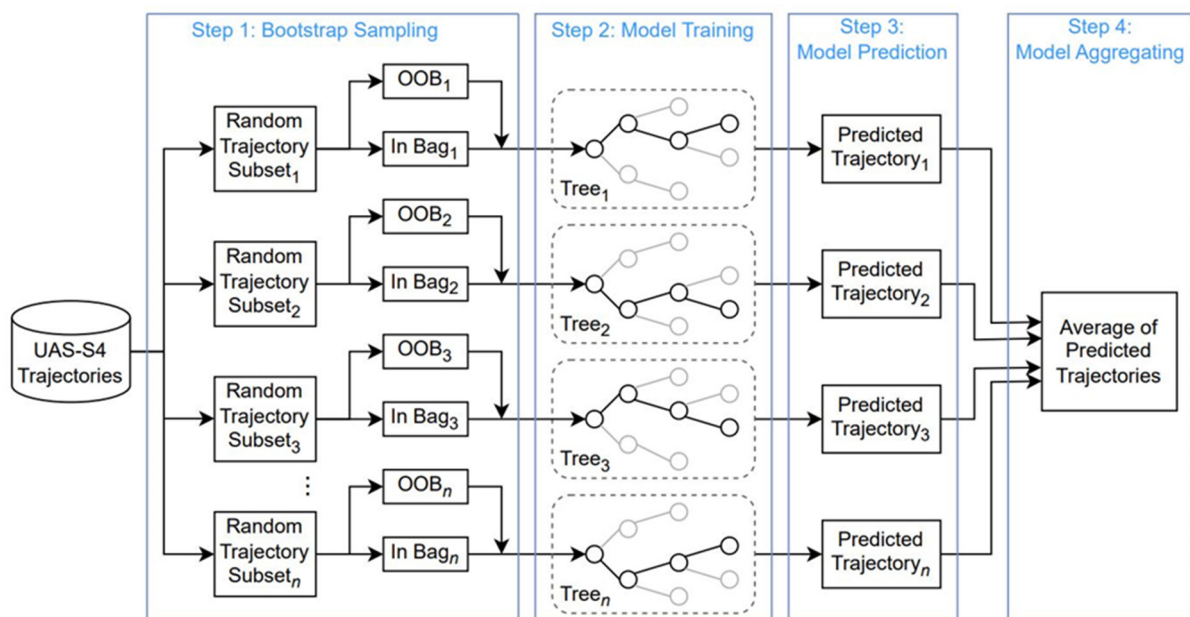 Step 1: Bootstrap Sampling
Step 2: Model Training
Step 3:
Model Prediction
Step 4:
Model Aggregating
UAS-S4
Trajectories
Random
Trajectory
Subset1
OOB1
In Bag1
Tree1
Predicted
Trajectory1
Random
Trajectory
Subset2
OOB2
In Bag2
Tree2
Predicted
Trajectory2
Random
Trajectory
Subset3
OOB3
In Bag3
Tree3
Predicted
Trajectory3
⋮
Random
Trajectory
Subsetn
OOBn
In Bagn
Treen
Predicted
Trajectoryn
Average of
Predicted
Trajectories